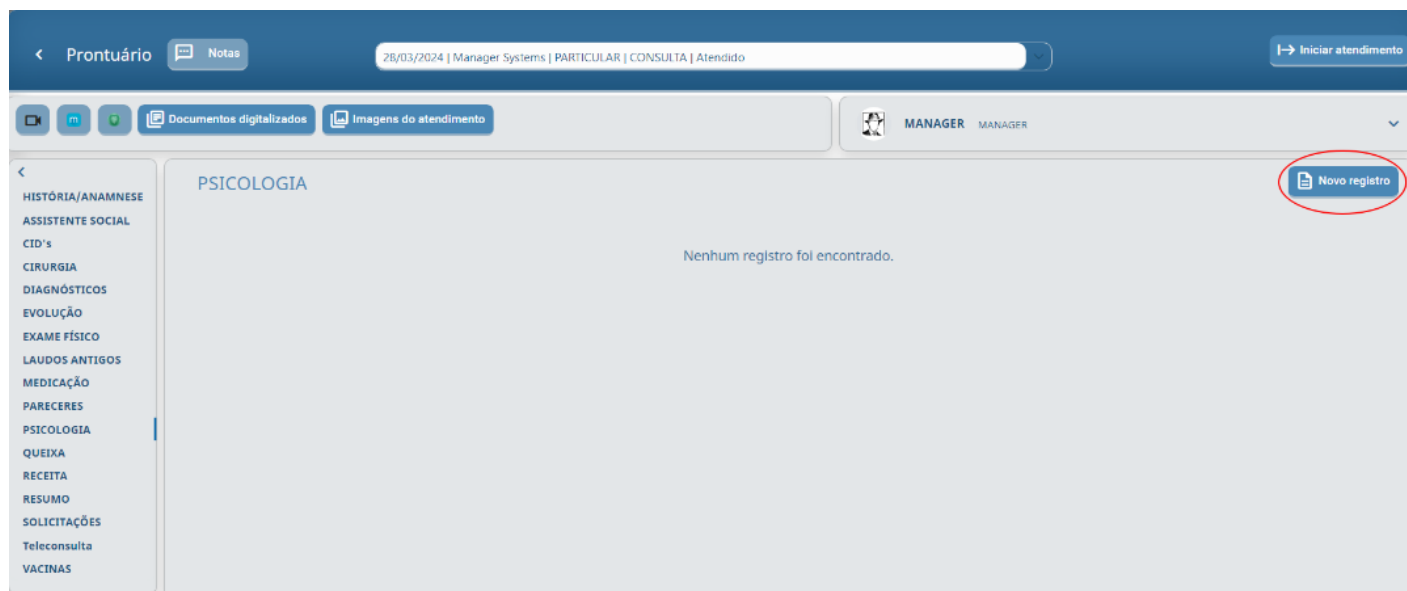 Prontuário
Notas
28/03/2024 | Manager Systems | PARTICULAR | CONSULTA | Atendido
Iniciar atendimento
m
Documentos digitalizados
Imagens do atendimento
MANAGER MANAGER
HISTÓRIA/ANAMNESE
ASSISTENTE SOCIAL
CID's
CIRURGIA
DIAGNÓSTICOS
EVOLUÇÃO
EXAME FÍSICO
LAUDOS ANTIGOS
MEDICAÇÃO
PARECERES
PSICOLOGIA
QUEIXA
RECEITA
RESUMO
SOLICITAÇÕES
Teleconsulta
VACINAS
PSICOLOGIA
Novo registro
Nenhum registro foi encontrado.